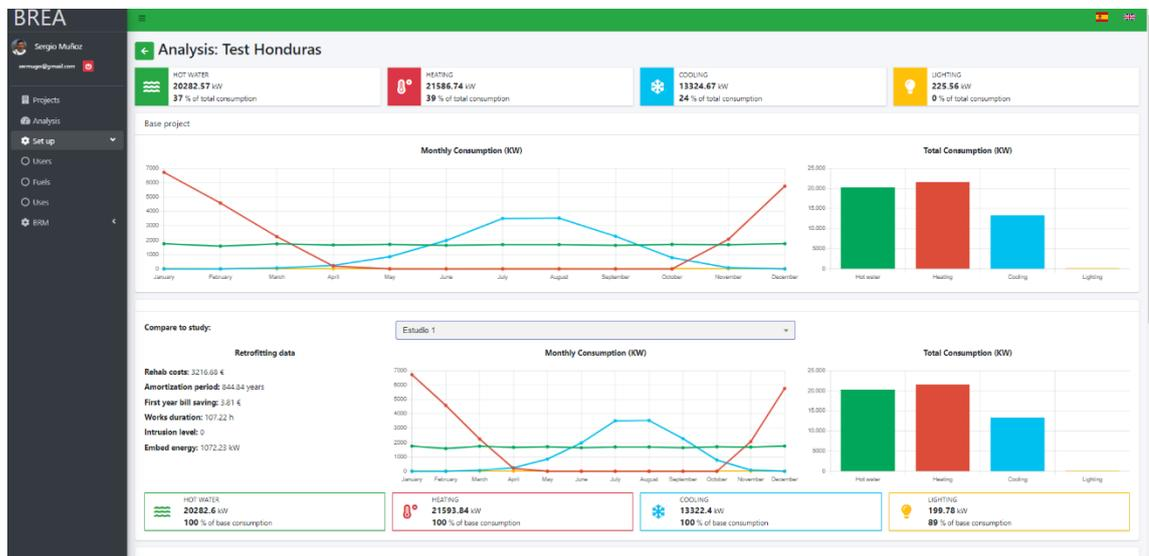 BREA
Sergio Muñoz
sermugo@gmail.com
Projects
Analysis
Set up
Users
Fuels
Uses
BRM
Analysis: Test Honduras
HOT WATER
20282.57 kW
37 % of total consumption
HEATING
21586.74 kW
39 % of total consumption
COOLING
13324.67 kW
24 % of total consumption
LIGHTING
225.56 kW
0 % of total consumption
Base project
Monthly Consumption (KW)
7000
6000
5000
4000
3000
2000
1000
0
January February March April May June July August September October November December
Total Consumption (KW)
25.000
20.000
15.000
10.000
5000
0
Hot water Heating Cooling Lighting
Compare to study:
Estudio 1
Retrofitting data
Rehab costs: 3216.68 €
Amortization period: 844.84 years
First year bill saving: 3.81 €
Works duration: 107.22 h
Intrusion level: 0
Embed energy: 1072.23 kW
Monthly Consumption (KW)
7000
6000
5000
4000
3000
2000
1000
0
January February March April May June July August September October November December
Total Consumption (KW)
25.000
20.000
15.000
10.000
5000
0
Hot water Heating Cooling Lighting
HOT WATER
20282.6 kW
100 % of base consumption
HEATING
21593.84 kW
100 % of base consumption
COOLING
13322.4 kW
100 % of base consumption
LIGHTING
199.78 kW
89 % of base consumption